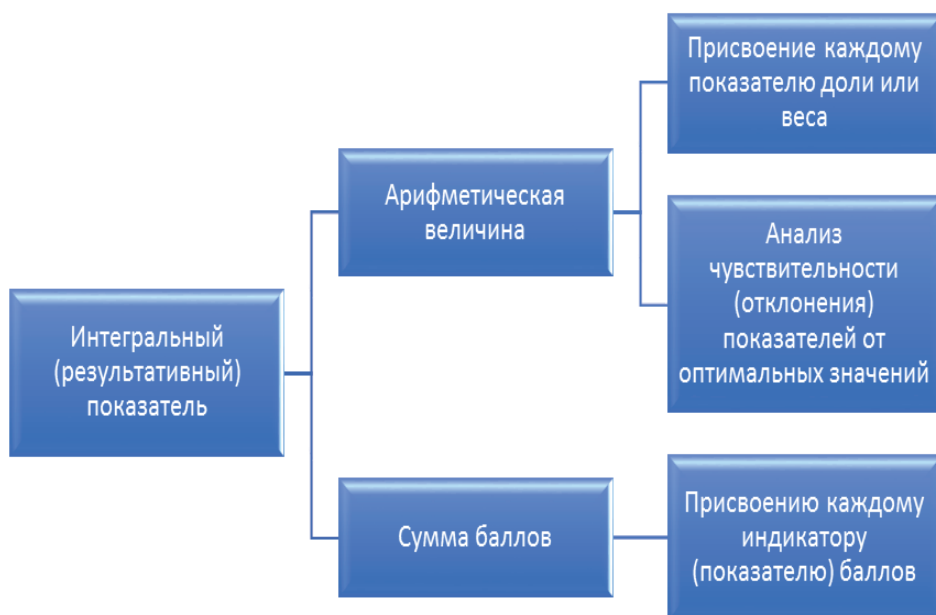 Интегральный
(результативный)
показатель
Арифметическая
величина
Присвоение каждому
показателю доли или
веса
Анализ
чувствительности
(отклонения)
показателей от
оптимальных значений
Сумма баллов
Присвоению каждому
индикатору
(показателю) баллов